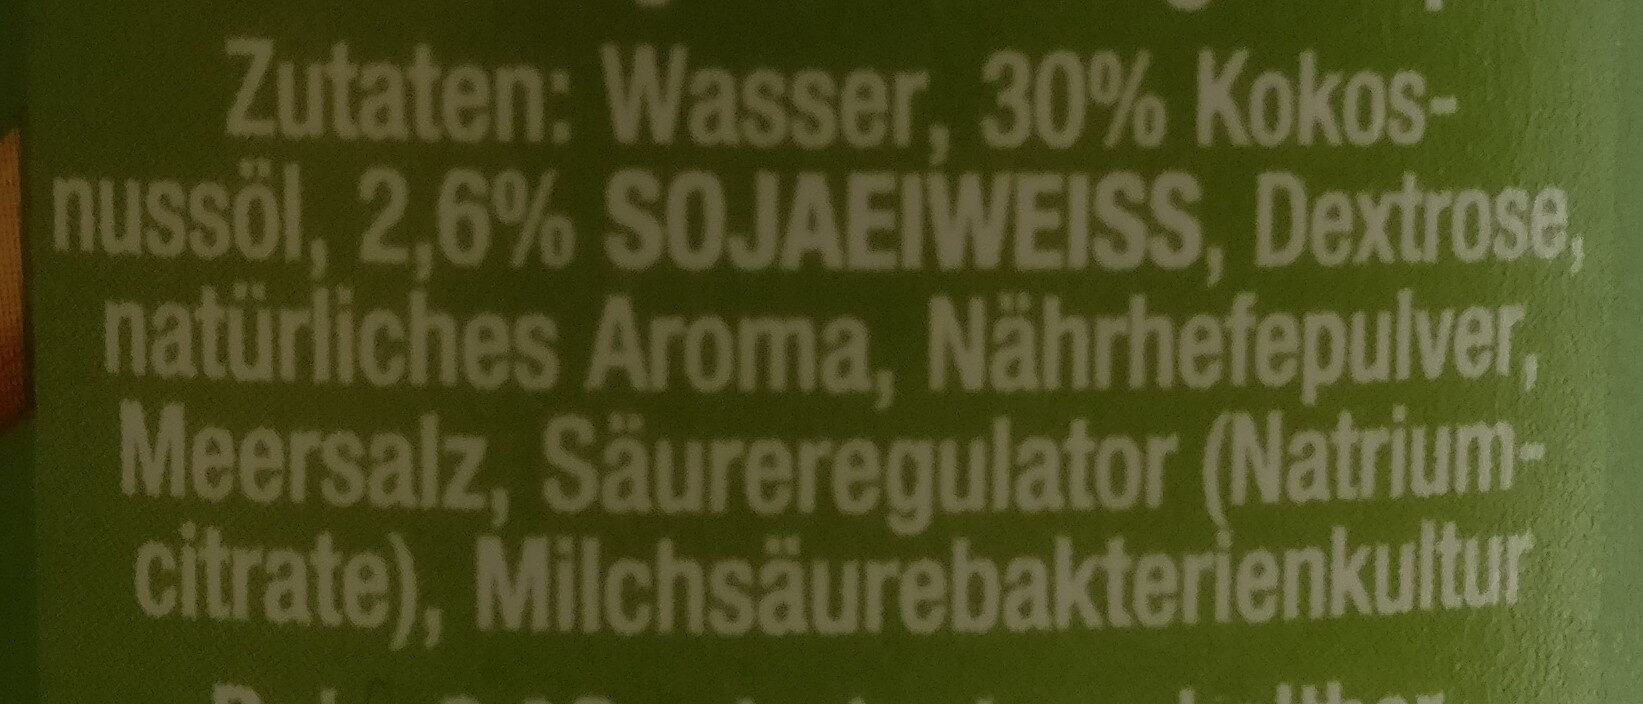 Zutaten: Wasser, 30% Kokos-
nussöl, 2,6% SOJAEIWEISS, Dextrose,
natürliches Aroma, Nährhefepulver,
Meersalz, Säureregulator (Natrium-
citrate), Milchsäurebakterienkultur